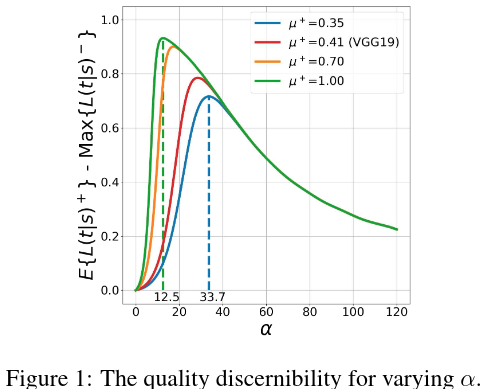 1.0
0.8
0.6
0.4
0.2
0.0
E{L(t|s)⁺} - Max{L(t|s)⁻}
μ⁺=0.35
μ⁺=0.41 (VGG19)
μ⁺=0.70
μ⁺=1.00
12.5 33.7
0 20 40 60 80 100 120
α
Figure 1: The quality discernibility for varying α.